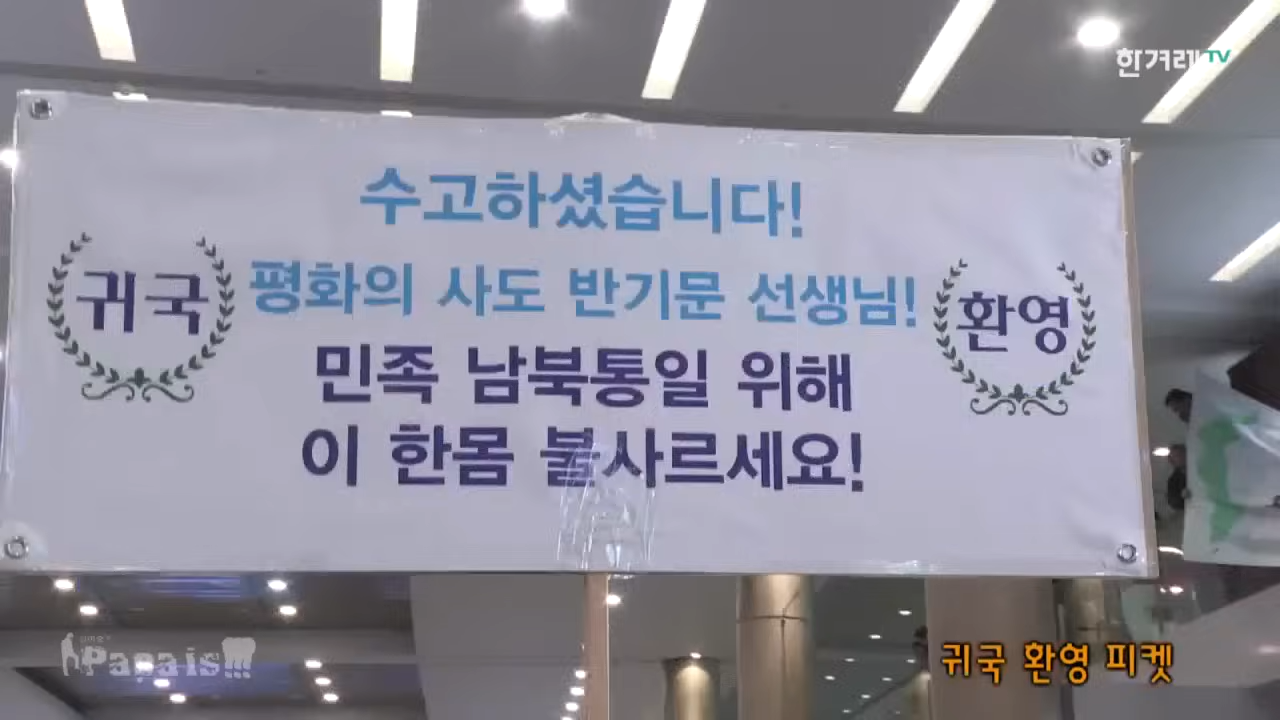 한겨레TV
수고하셨습니다!
귀국 평화의 사도 반기문 선생님! 환영
민족 남북통일 위해
이 한몸 불사르세요!
Papa is!!!
귀국 환영 피켓